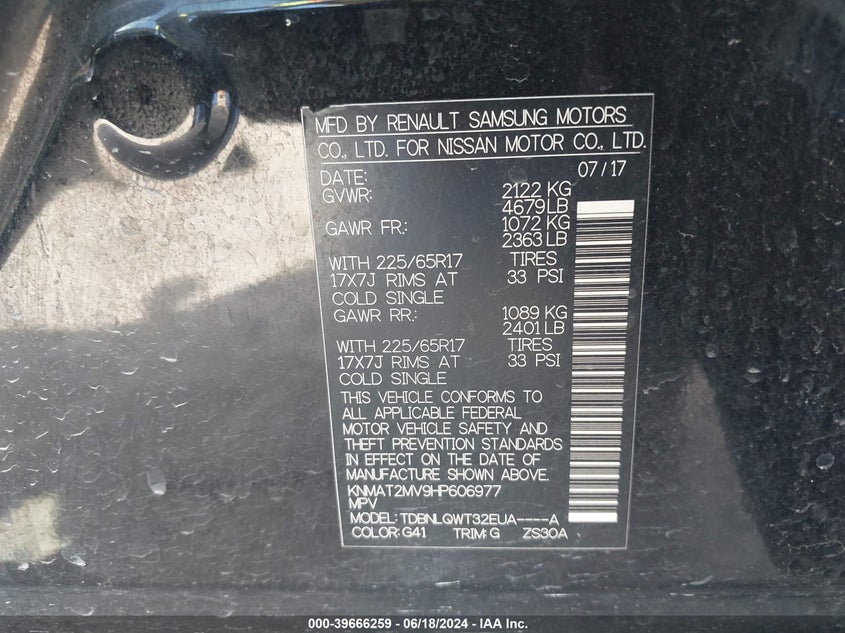 MFD BY RENAULT SAMSUNG MOTORS
CO., LTD. FOR NISSAN MOTOR CO., LTD.
DATE: 07/17
GVWR: 2122 KG
4679 LB
GAWR FR: 1072 KG
2363 LB
WITH 225/65R17 TIRES
17X7J RIMS AT 33 PSI
COLD SINGLE
GAWR RR: 1089 KG
2401 LB
WITH 225/65R17 TIRES
17X7J RIMS AT 33 PSI
COLD SINGLE
THIS VEHICLE CONFORMS TO
ALL APPLICABLE FEDERAL
MOTOR VEHICLE SAFETY AND
THEFT PREVENTION STANDARDS
IN EFFECT ON THE DATE OF
MANUFACTURE SHOWN ABOVE.
KNMAT2MV9HP606977
MPV
MODEL: TDBNLQWT32EUA----A
COLOR: G41 TRIM: G ZS30A
000-39666259 - 06/18/2024 - IAA Inc.